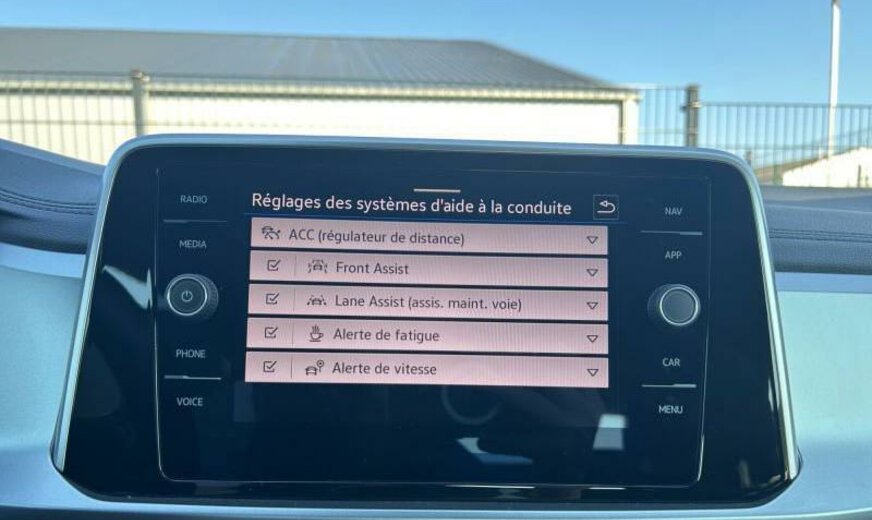 Réglages des systèmes d'aide à la conduite
ACC (régulateur de distance)
Front Assist
Lane Assist (assis. maint. voie)
Alerte de fatigue
Alerte de vitesse
RADIO
MEDIA
PHONE
VOICE
NAV
APP
CAR
MENU